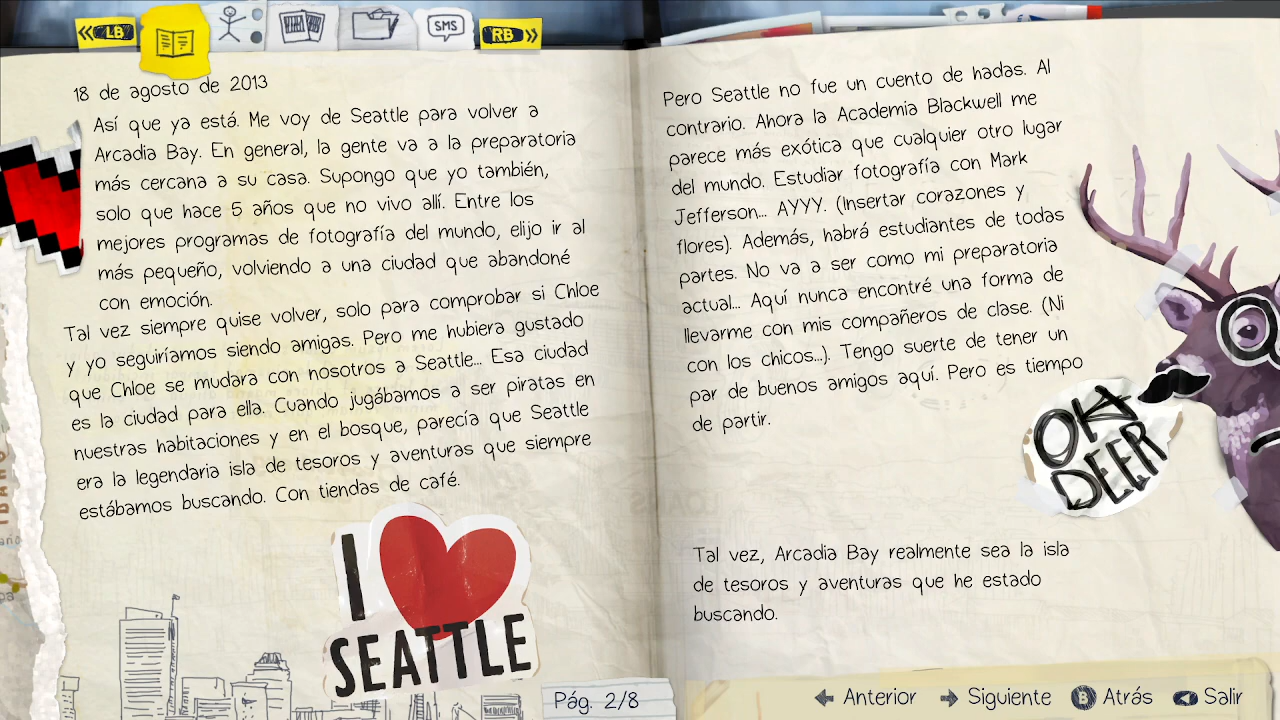 LB
SMS
RB
18 de agosto de 2013
Así que ya está. Me voy de Seattle para volver a
Arcadia Bay. En general, la gente va a la preparatoria
más cercana a su casa. Supongo que yo también,
solo que hace 5 años que no vivo allí. Entre los
mejores programas de fotografía del mundo, elijo ir al
más pequeño, volviendo a una ciudad que abandoné
con emoción.
Tal vez siempre quise volver, solo para comprobar si Chloe
y yo seguiríamos siendo amigas. Pero me hubiera gustado
que Chloe se mudara con nosotros a Seattle... Esa ciudad
es la ciudad para ella. Cuando jugábamos a ser piratas en
nuestras habitaciones y en el bosque, parecía que Seattle
era la legendaria isla de tesoros y aventuras que siempre
estábamos buscando. Con tiendas de café.
I
SEATTLE
Pero Seattle no fue un cuento de hadas. Al
contrario. Ahora la Academia Blackwell me
parece más exótica que cualquier otro lugar
del mundo. Estudiar fotografía con Mark
Jefferson... AYYY. (Insertar corazones y
flores). Además, habrá estudiantes de todas
partes. No va a ser como mi preparatoria
actual... Aquí nunca encontré una forma de
llevarme con mis compañeros de clase. (Ni
con los chicos...). Tengo suerte de tener un
par de buenos amigos aquí. Pero es tiempo
de partir.
OH
DEER
Tal vez, Arcadia Bay realmente sea la isla
de tesoros y aventuras que he estado
buscando.
Pág. 2/8
Anterior Siguiente B Atrás Salir